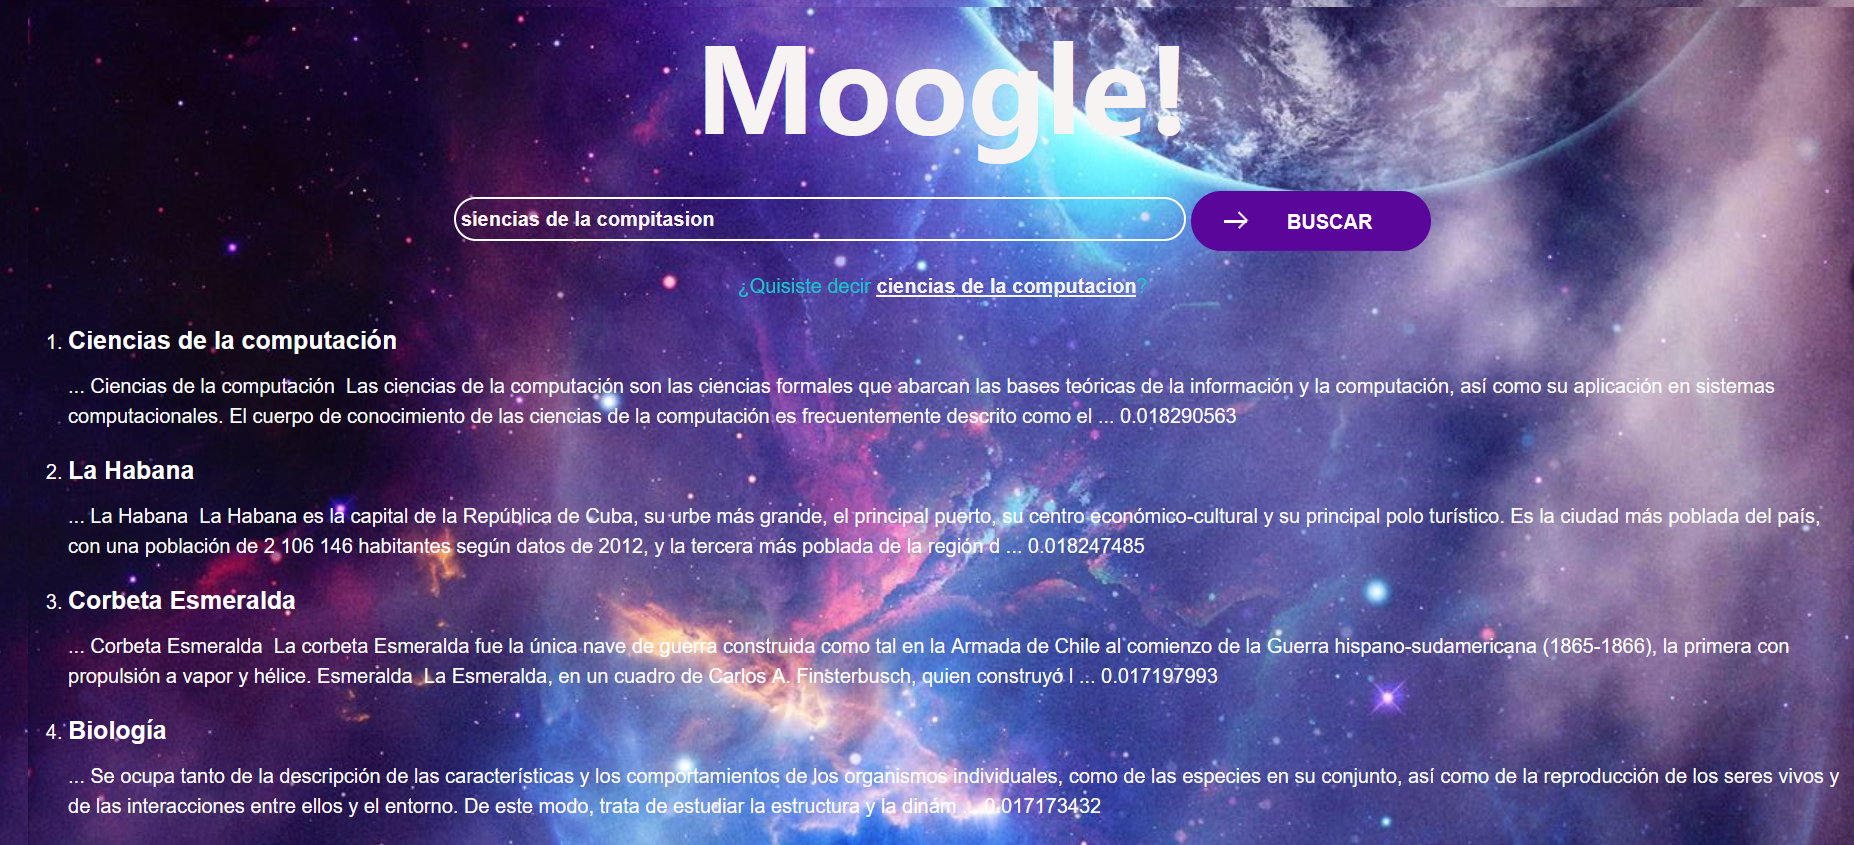 Moogle!
siencias de la compitasion
BUSCAR
¿Quisiste decir ciencias de la computacion?
1. Ciencias de la computación
... Ciencias de la computación  Las ciencias de la computación son las ciencias formales que abarcan las bases teóricas de la información y la computación, así como su aplicación en sistemas
computacionales. El cuerpo de conocimiento de las ciencias de la computación es frecuentemente descrito como el ... 0.018290563
2. La Habana
... La Habana  La Habana es la capital de la República de Cuba, su urbe más grande, el principal puerto, su centro económico-cultural y su principal polo turístico. Es la ciudad más poblada del país,
con una población de 2 106 146 habitantes según datos de 2012, y la tercera más poblada de la región d ... 0.018247485
3. Corbeta Esmeralda
... Corbeta Esmeralda  La corbeta Esmeralda fue la única nave de guerra construida como tal en la Armada de Chile al comienzo de la Guerra hispano-sudamericana (1865-1866), la primera con
propulsión a vapor y hélice. Esmeralda  La Esmeralda, en un cuadro de Carlos A. Finsterbusch, quien construyó l ... 0.017197993
4. Biología
... Se ocupa tanto de la descripción de las características y los comportamientos de los organismos individuales, como de las especies en su conjunto, así como de la reproducción de los seres vivos y
de las interacciones entre ellos y el entorno. De este modo, trata de estudiar la estructura y la dinám ... 0.017173432